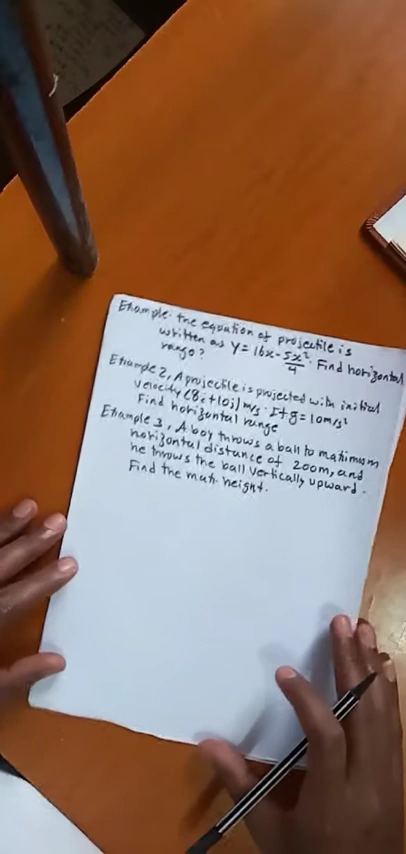 Example: the equation of projectile is
written as y = 16x - 5x²/4. Find horizontal
range?
Example 2, A projectile is projected with initial
velocity (8i + 10j) m/s. If g = 10m/s²
Find horizontal range
Example 3, A boy throws a ball to maximum
horizontal distance of 200m, and
he throws the ball vertically upward.
Find the max. height.